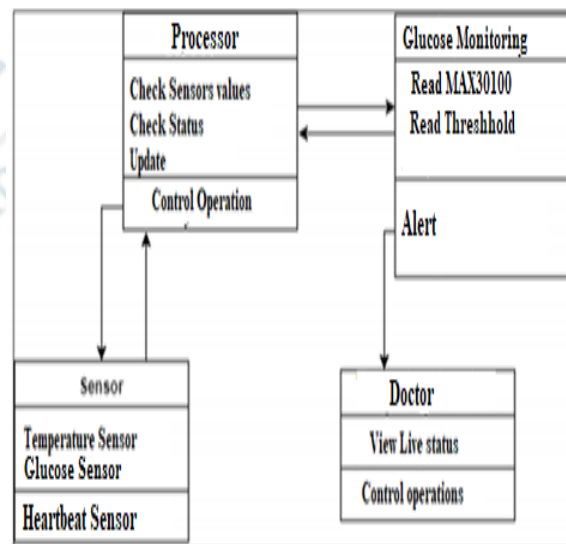 Processor
Check Sensors values
Check Status
Update
Control Operation
Glucose Monitoring
Read MAX30100
Read Threshhold
Alert
Sensor
Temperature Sensor
Glucose Sensor
Heartbeat Sensor
Doctor
View Live status
Control operations